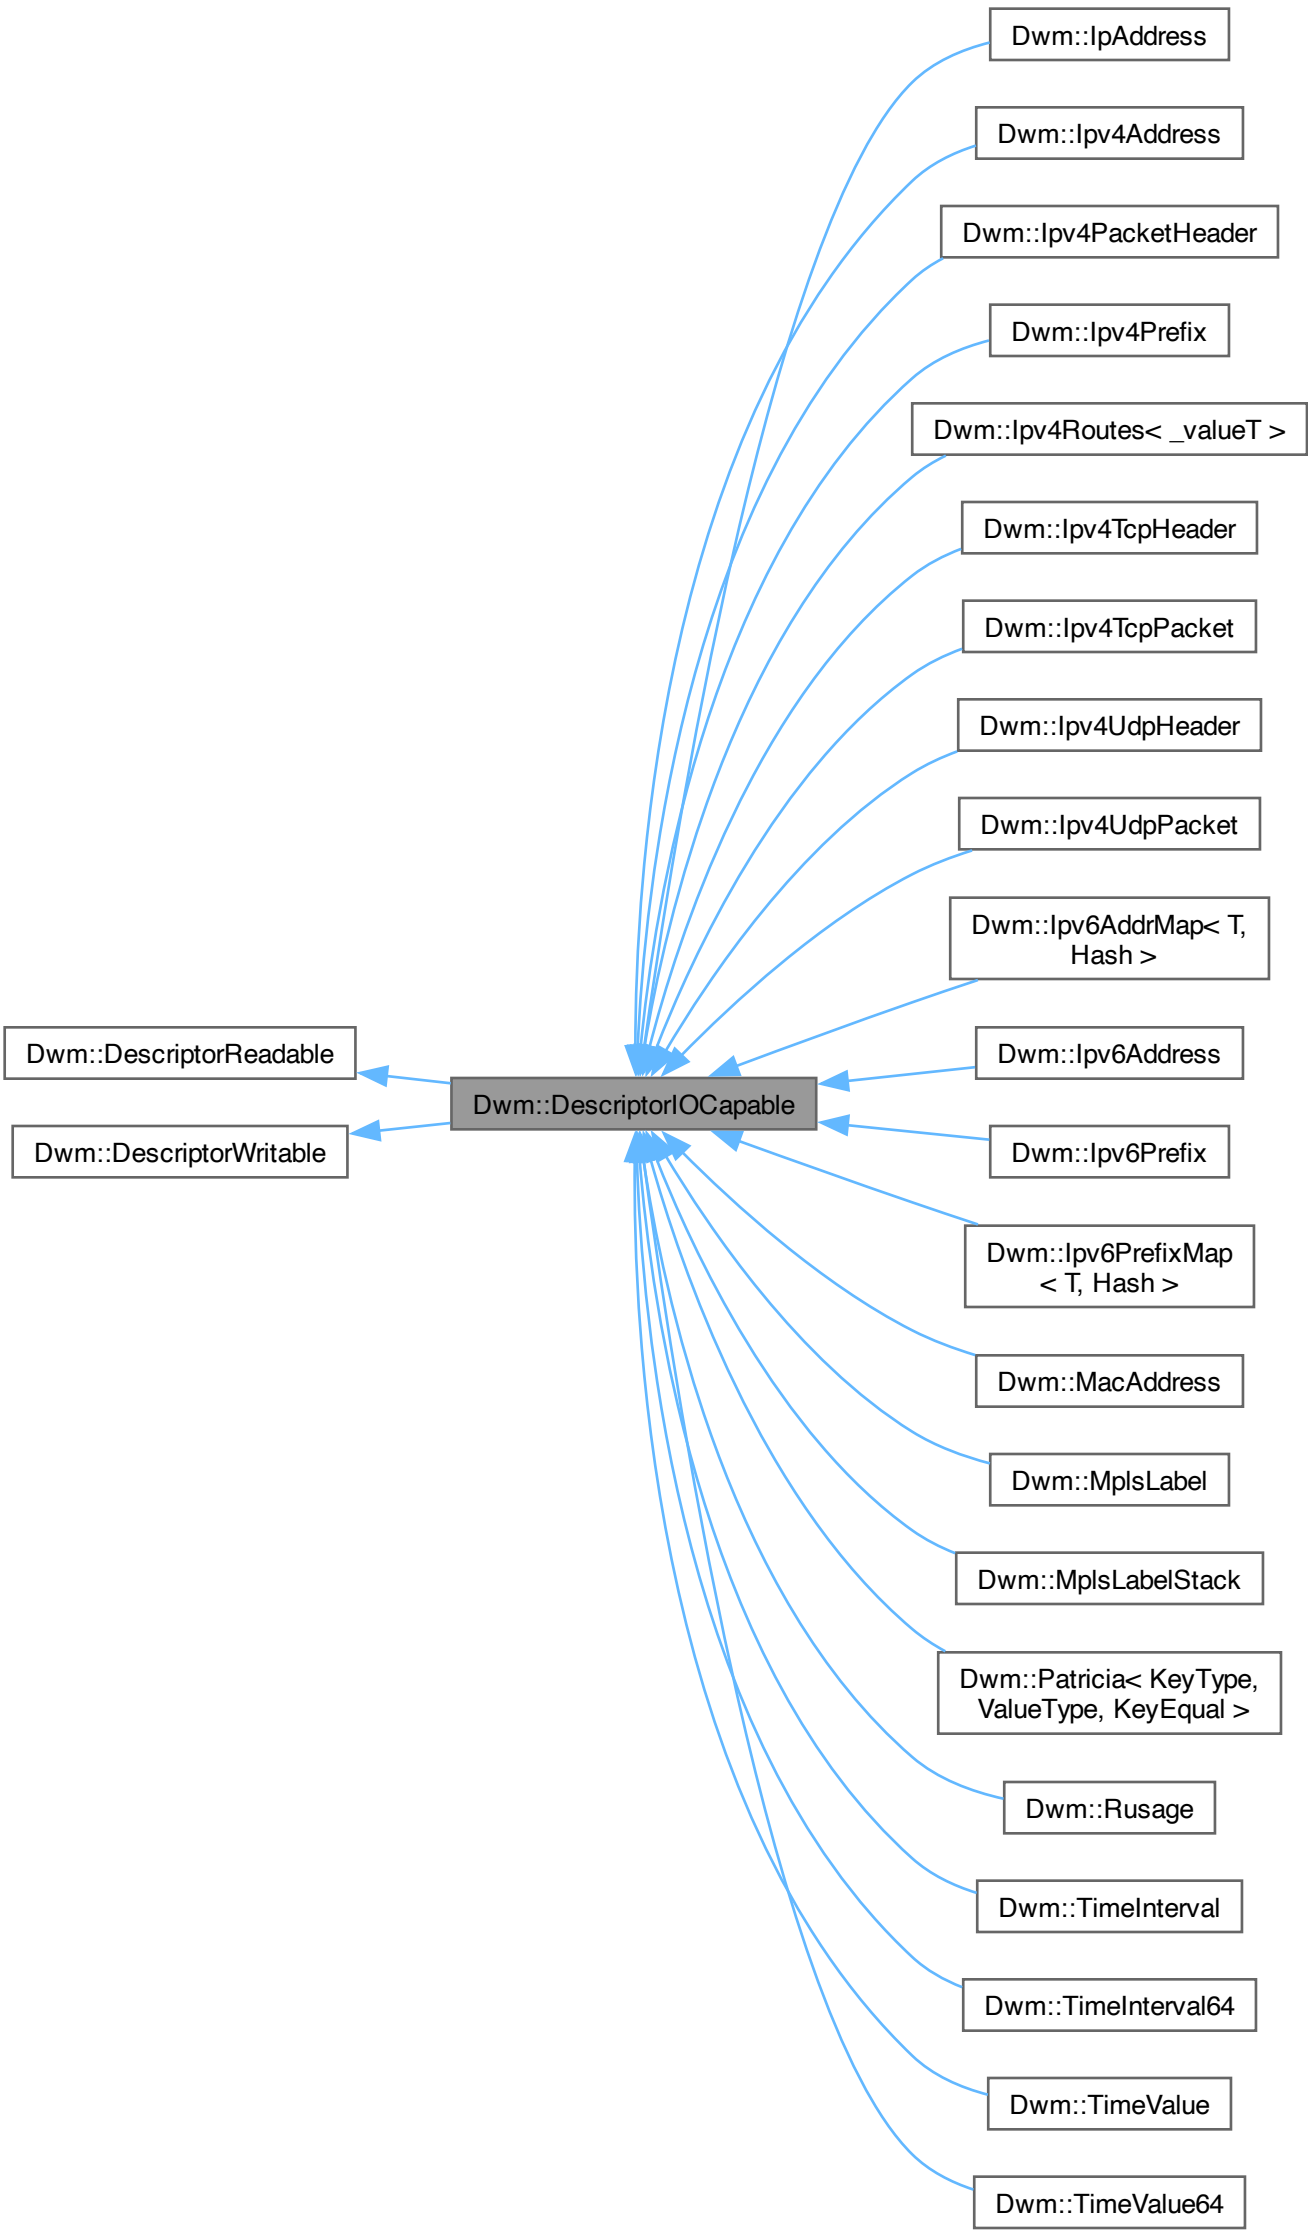 Dwm::IpAddress
Dwm::Ipv4Address
Dwm::Ipv4PacketHeader
Dwm::Ipv4Prefix
Dwm::Ipv4Routes< _valueT >
Dwm::Ipv4TcpHeader
Dwm::Ipv4TcpPacket
Dwm::Ipv4UdpHeader
Dwm::Ipv4UdpPacket
Dwm::Ipv6AddrMap< T,
Hash >
Dwm::DescriptorReadable
Dwm::Ipv6Address
Dwm::DescriptorIOCapable
Dwm::DescriptorWritable
Dwm::Ipv6Prefix
Dwm::Ipv6PrefixMap
< T, Hash >
Dwm::MacAddress
Dwm::MplsLabel
Dwm::MplsLabelStack
Dwm::Patricia< KeyType,
ValueType, KeyEqual >
Dwm::Rusage
Dwm::TimeInterval
Dwm::TimeInterval64
Dwm::TimeValue
Dwm::TimeValue64